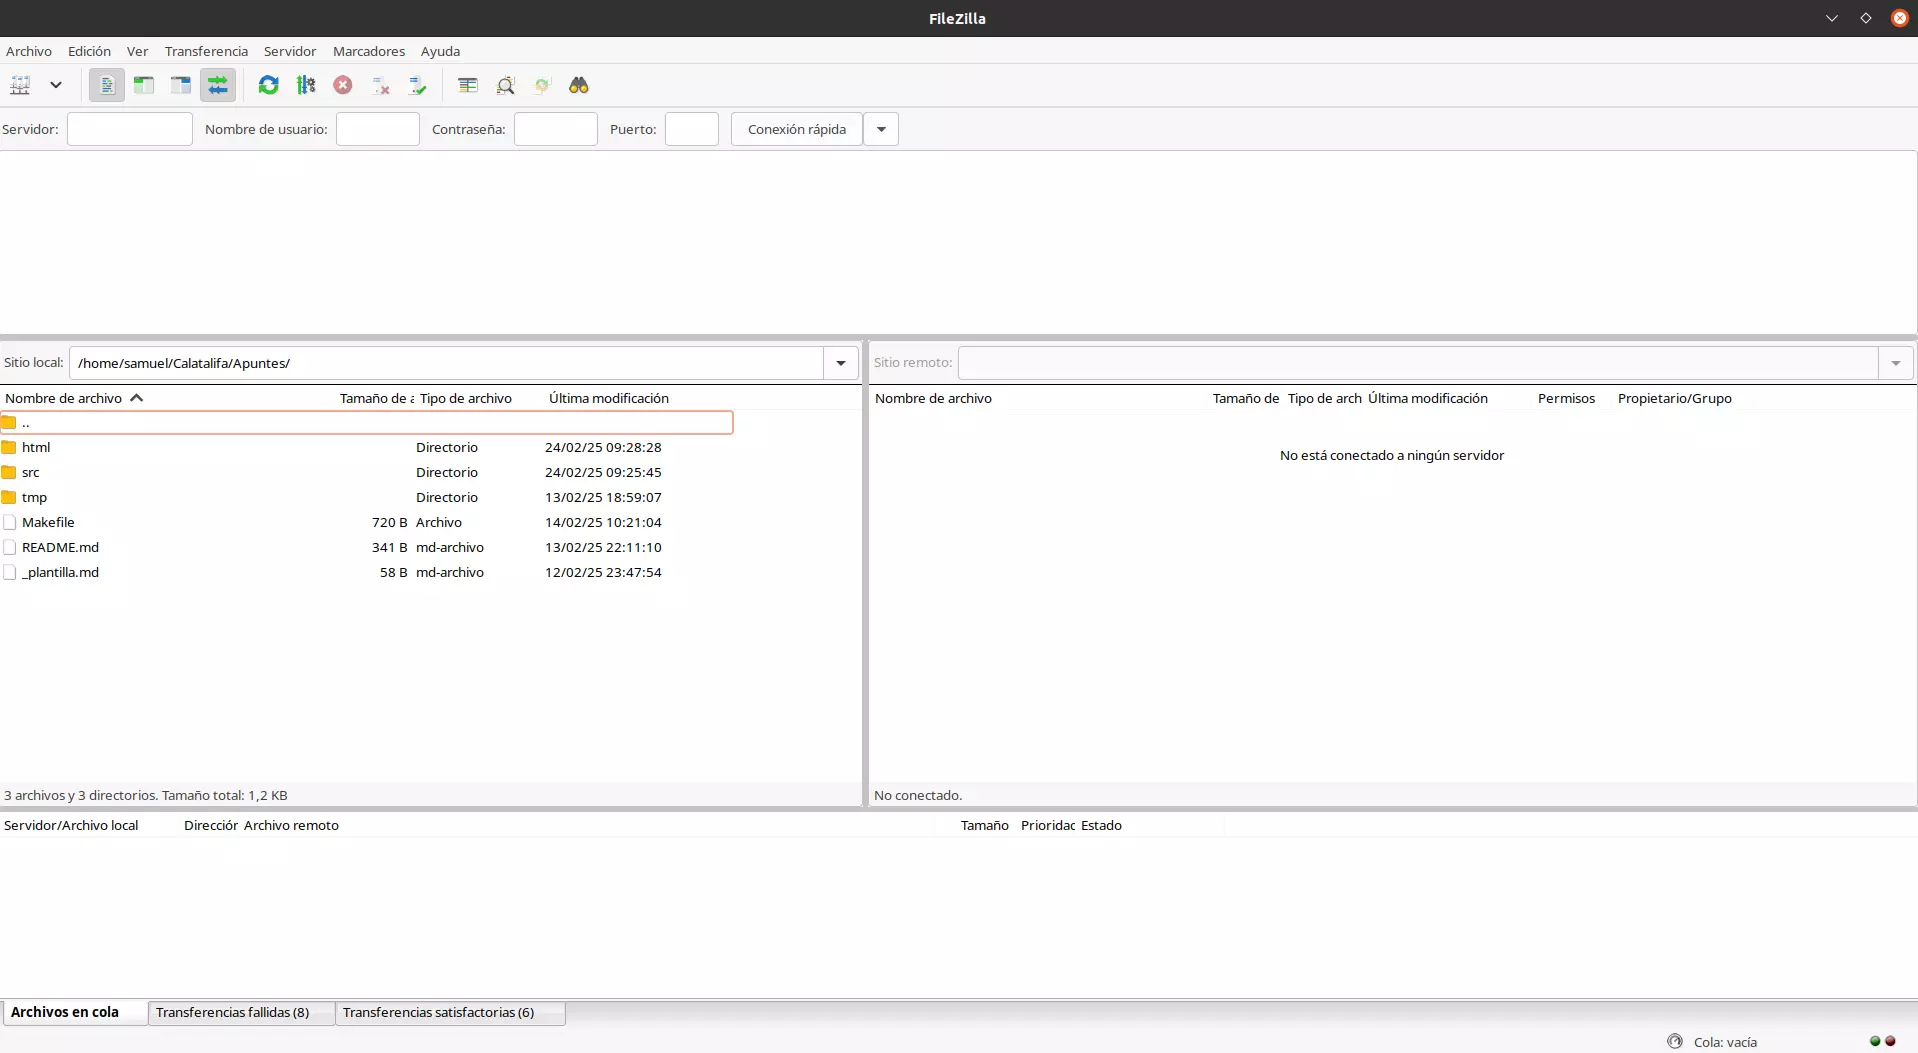 FileZilla
Archivo Edición Ver Transferencia Servidor Marcadores Ayuda
Servidor: Nombre de usuario: Contraseña: Puerto: Conexión rápida
Sitio local: /home/samuel/Calatalifa/Apuntes/
Nombre de archivo Tamaño de a Tipo de archivo Última modificación
..
html Directorio 24/02/25 09:28:28
src Directorio 24/02/25 09:25:45
tmp Directorio 13/02/25 18:59:07
Makefile 720 B Archivo 14/02/25 10:21:04
README.md 341 B md-archivo 13/02/25 22:11:10
_plantilla.md 58 B md-archivo 12/02/25 23:47:54
3 archivos y 3 directorios. Tamaño total: 1,2 KB
Sitio remoto:
Nombre de archivo Tamaño de Tipo de arch Última modificación Permisos Propietario/Grupo
No está conectado a ningún servidor
No conectado.
Servidor/Archivo local Direcciór Archivo remoto Tamaño Prioridac Estado
Archivos en cola Transferencias fallidas (8) Transferencias satisfactorias (6)
Cola: vacía